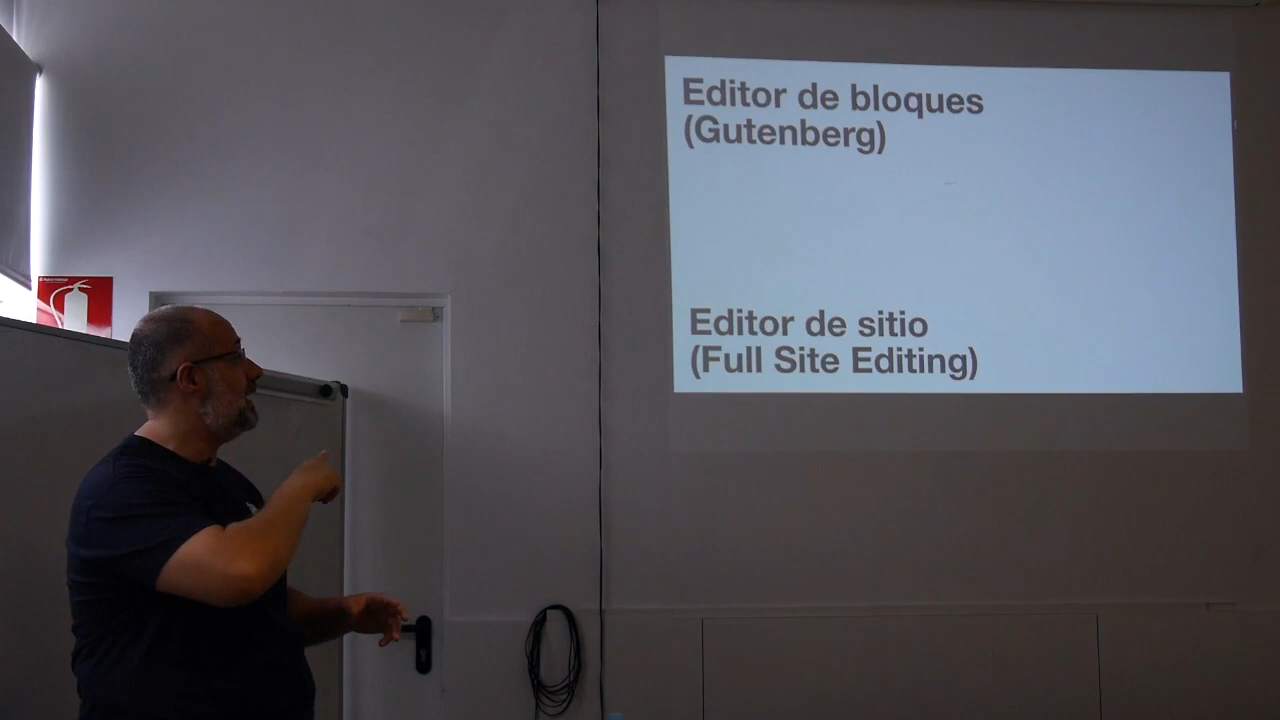 Editor de bloques
(Gutenberg)
Editor de sitio
(Full Site Editing)